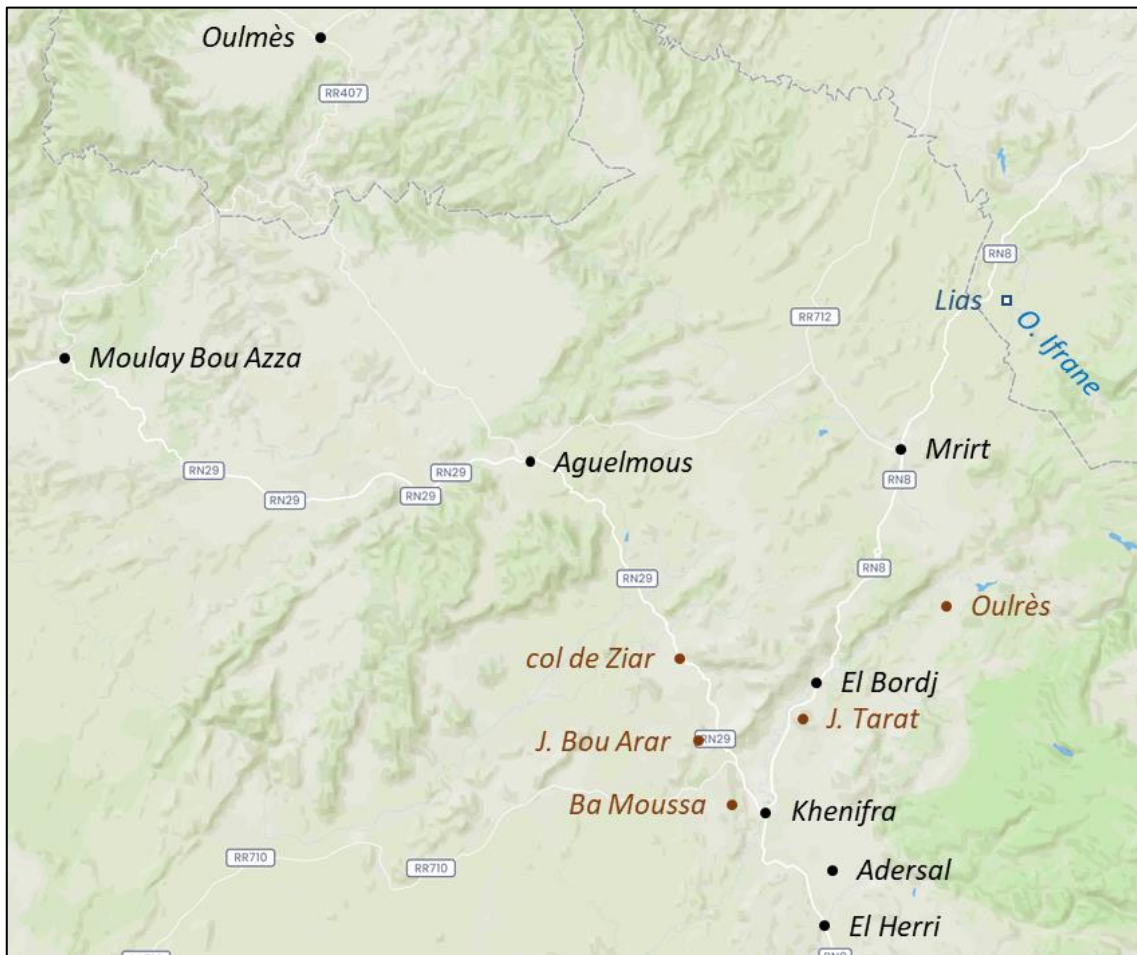 Oulmès
RR407
RN8
Lias
O. Ifrane
RR712
Moulay Bou Azza
Mrirt
Aguelmous
RN29
RN29
RN8
RN29
RN29
RN8
RN29
Oulrès
col de Ziar
El Bordj
J. Tarat
J. Bou Arar
RN29
Ba Moussa
Khenifra
RR710
RR710
Adersal
El Herri